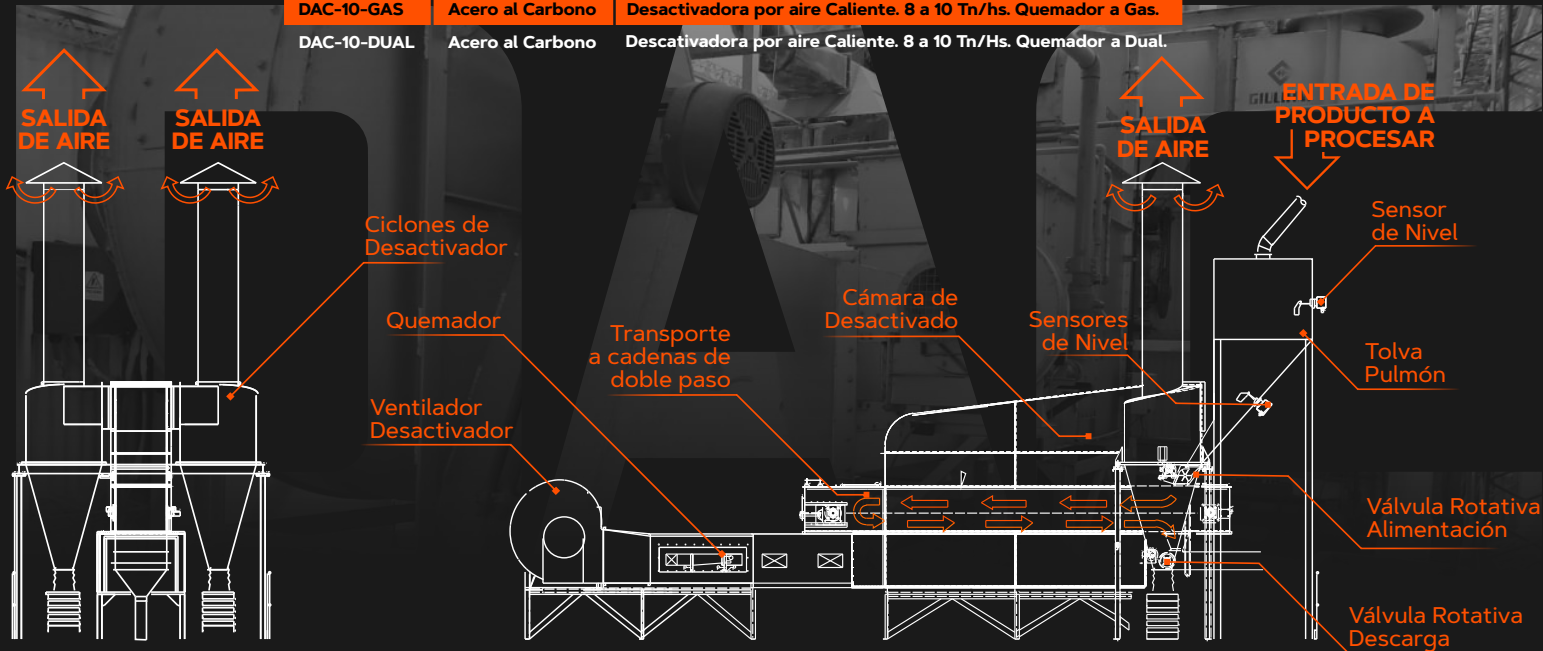 DAC-10-GAS Acero al Carbono Desactivadora por aire Caliente. 8 a 10 Tn/hs. Quemador a Gas.
DAC-10-DUAL Acero al Carbono Descativadora por aire Caliente. 8 a 10 Tn/Hs. Quemador a Dual.
SALIDA
DE AIRE
SALIDA
DE AIRE
SALIDA
DE AIRE
ENTRADA DE
PRODUCTO A
PROCESAR
Ciclones de
Desactivador
Quemador
Ventilador
Desactivador
Transporte
a cadenas de
doble paso
Cámara de
Desactivado
Sensores
de Nivel
Sensor
de Nivel
Tolva
Pulmón
Válvula Rotativa
Alimentación
Válvula Rotativa
Descarga